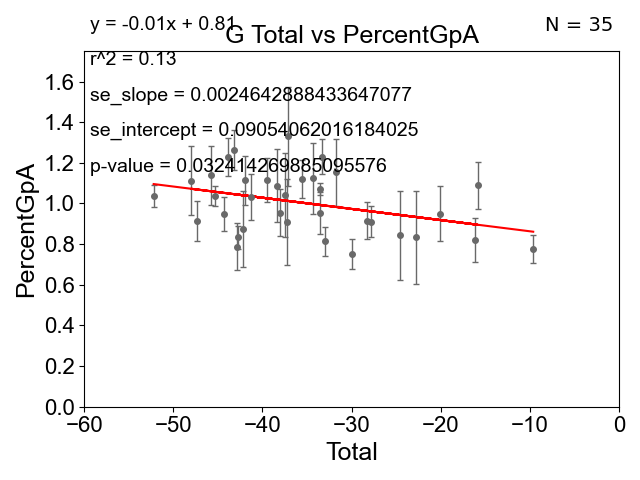 y = -0.01x + 0.81
N = 35
G Total vs PercentGpA
r^2 = 0.13
se_slope = 0.0024642888433647077
se_intercept = 0.09054062016184025
p-value = 0.032414269885095576
PercentGpA
1.6
1.4
1.2
1.0
0.8
0.6
0.4
0.2
0.0
−60 −50 −40 −30 −20 −10 0
Total